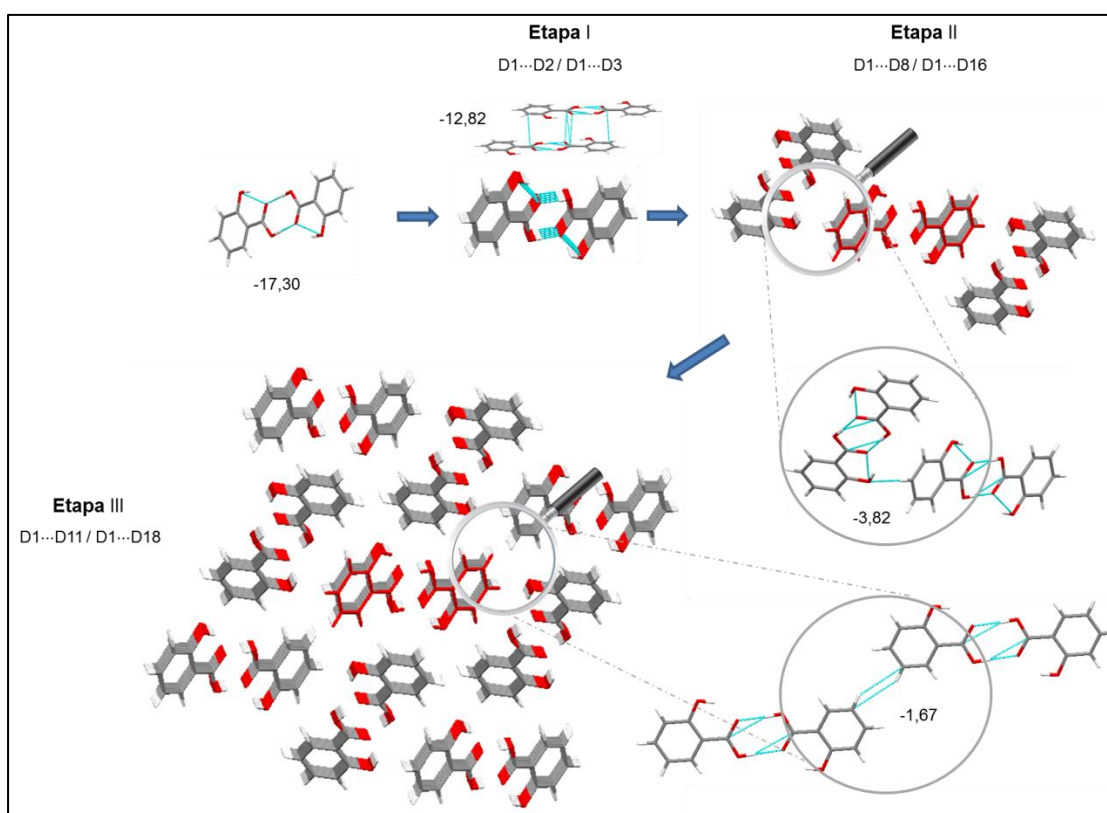 Etapa I
D1···D2 / D1···D3
-12,82
-17,30
Etapa II
D1···D8 / D1···D16
-3,82
Etapa III
D1···D11 / D1···D18
-1,67